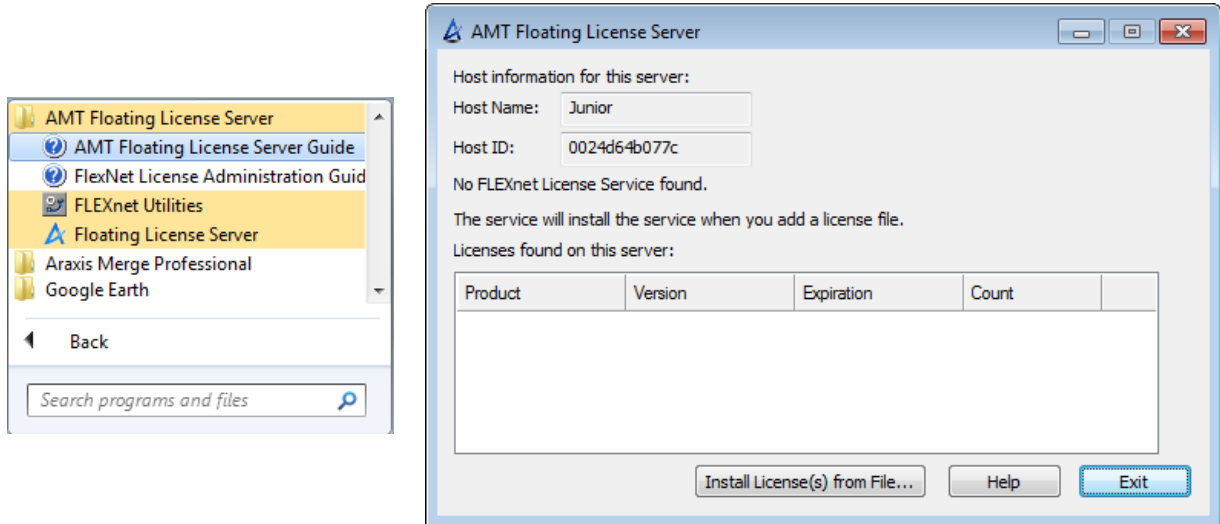 AMT Floating License Server
AMT Floating License Server Guide
FlexNet License Administration Guid
FLEXnet Utilities
Floating License Server
Araxis Merge Professional
Google Earth
Back
Search programs and files
AMT Floating License Server
Host information for this server:
Host Name: Junior
Host ID: 0024d64b077c
No FLEXnet License Service found.
The service will install the service when you add a license file.
Licenses found on this server:
Product Version Expiration Count
Install License(s) from File... Help Exit